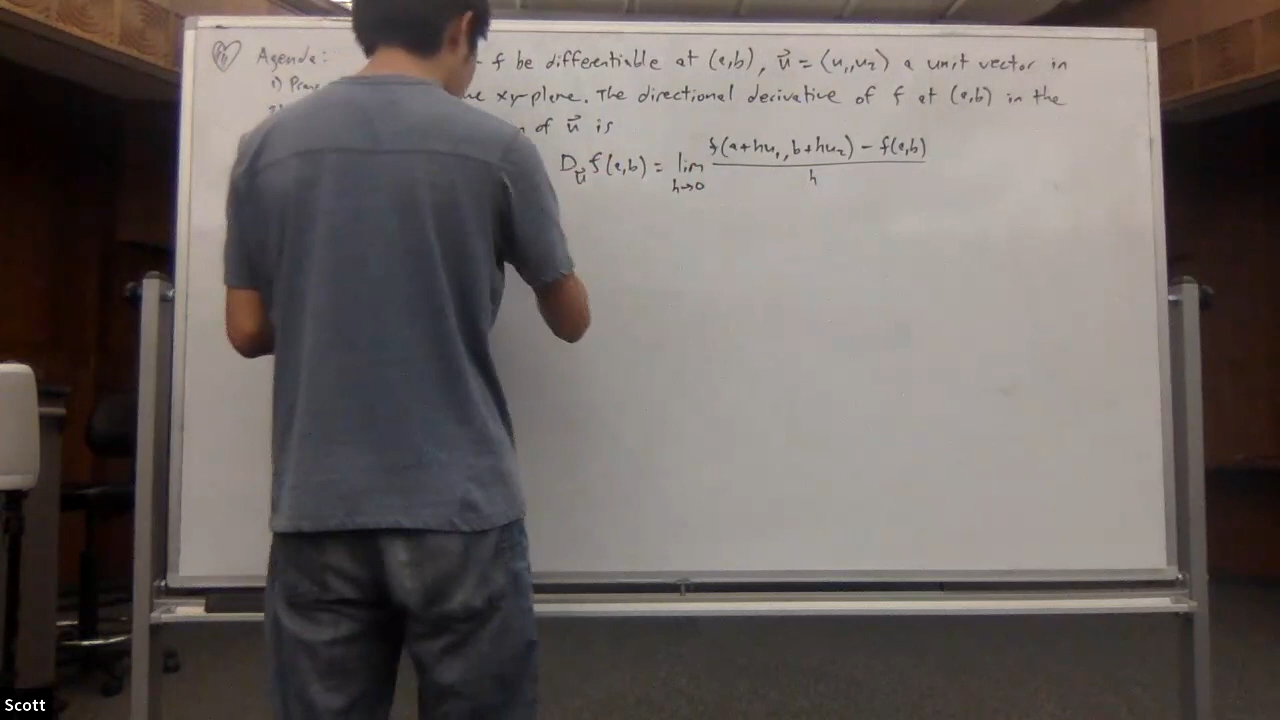 Agenda: - f be differentiable at (a,b), u⃗ = ⟨u₁,u₂⟩ a unit vector in
1) xy-plane. The directional derivative of f at (a,b) in the
of u⃗ is
D_u⃗ f(a,b) = lim_{h→0} (f(a+hu₁, b+hu₂) - f(a,b))/h
Scott